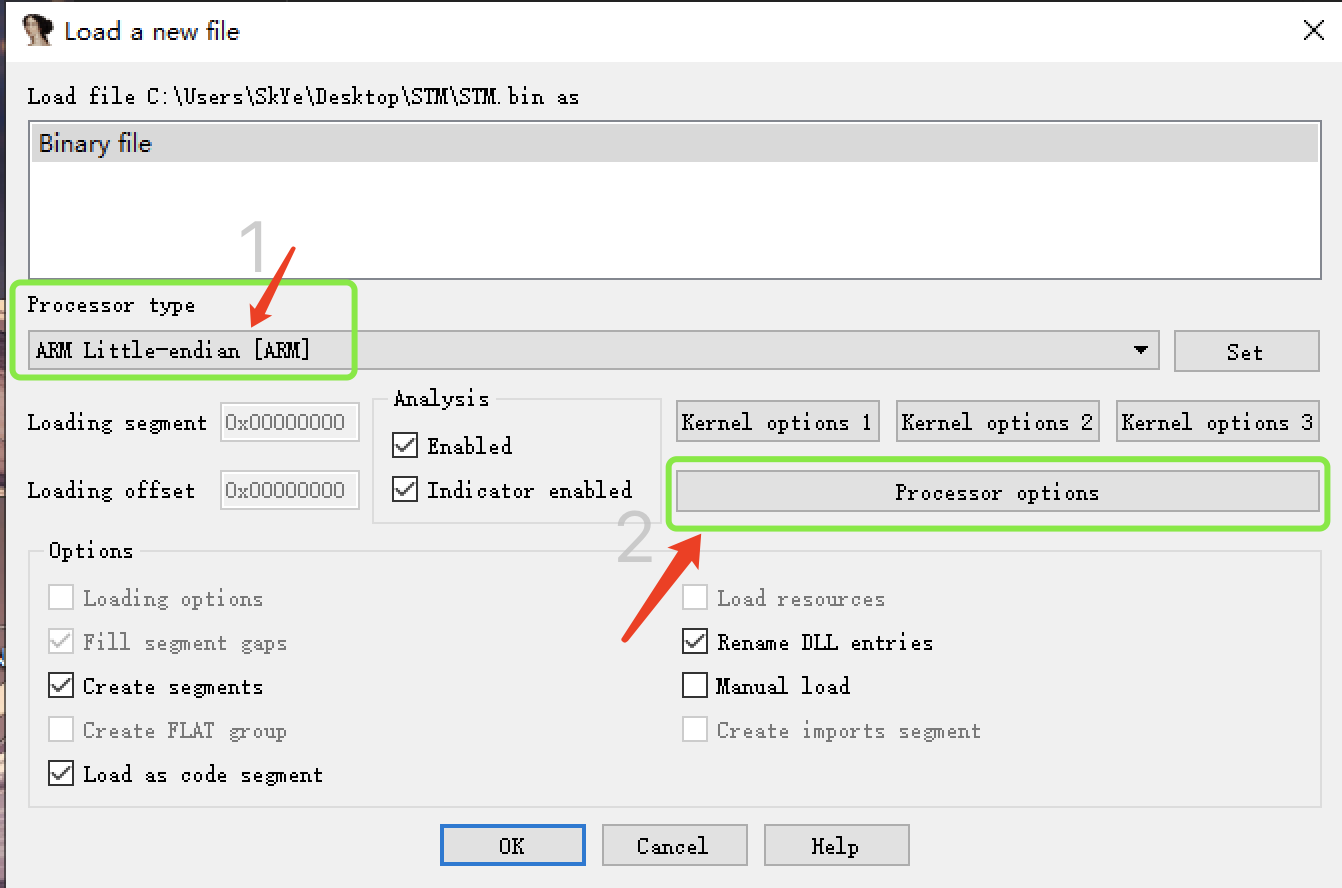 Load a new file
Load file C:\Users\SkYe\Desktop\STM\STM.bin as
Binary file
1
Processor type
ARM Little-endian [ARM]
Set
Loading segment 0x00000000
Loading offset 0x00000000
Analysis
Enabled
Indicator enabled
Kernel options 1 Kernel options 2 Kernel options 3
Processor options
2
Options
Loading options
Fill segment gaps
Create segments
Create FLAT group
Load as code segment
Load resources
Rename DLL entries
Manual load
Create imports segment
OK Cancel Help